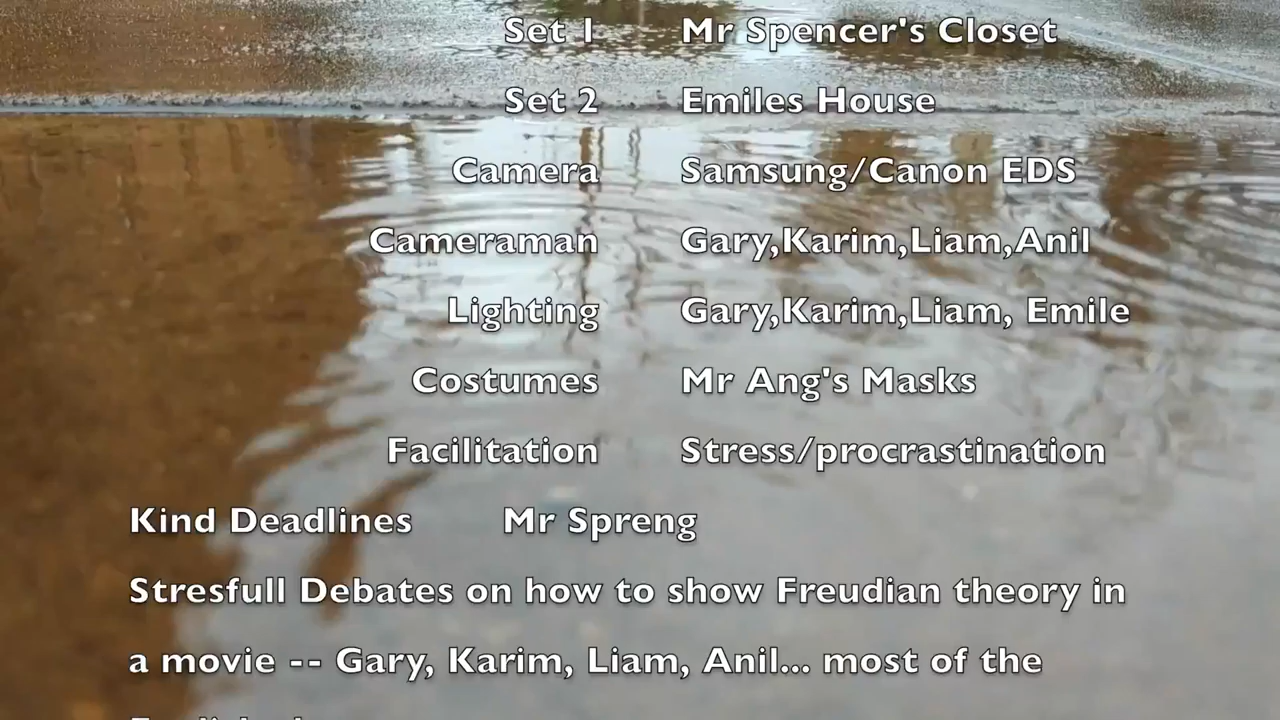 Set 1 Mr Spencer's Closet
Set 2 Emiles House
Camera Samsung/Canon EDS
Cameraman Gary,Karim,Liam,Anil
Lighting Gary,Karim,Liam, Emile
Costumes Mr Ang's Masks
Facilitation Stress/procrastination
Kind Deadlines Mr Spreng
Stresfull Debates on how to show Freudian theory in
a movie -- Gary, Karim, Liam, Anil... most of the